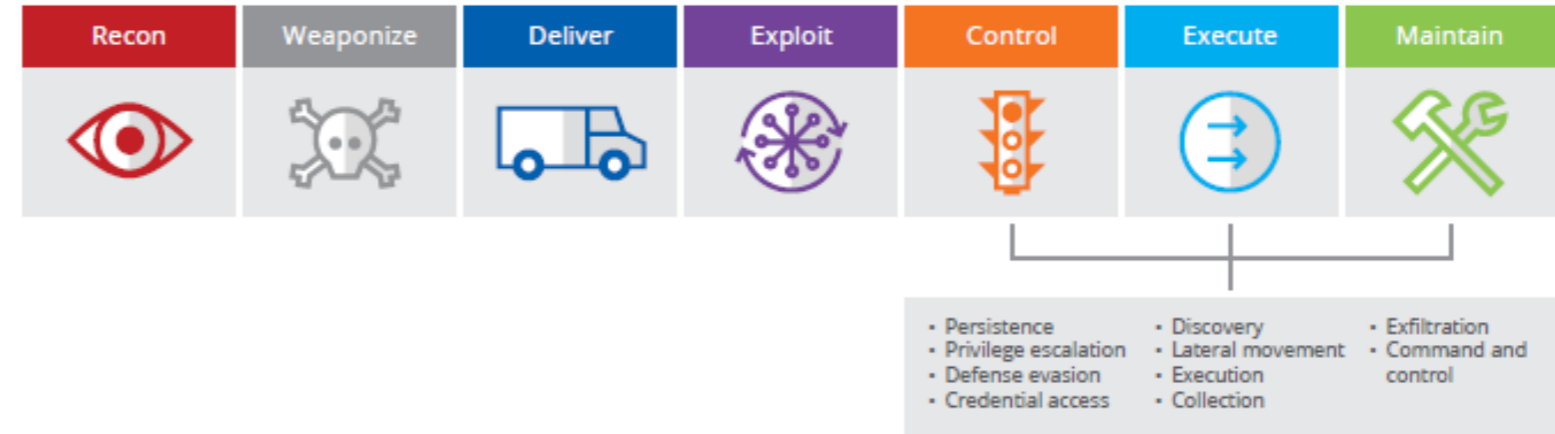 Recon
Weaponize
Deliver
Exploit
Control
Execute
Maintain
▪ Persistence
▪ Privilege escalation
▪ Defense evasion
▪ Credential access
▪ Discovery
▪ Lateral movement
▪ Execution
▪ Collection
▪ Exfiltration
▪ Command and
control